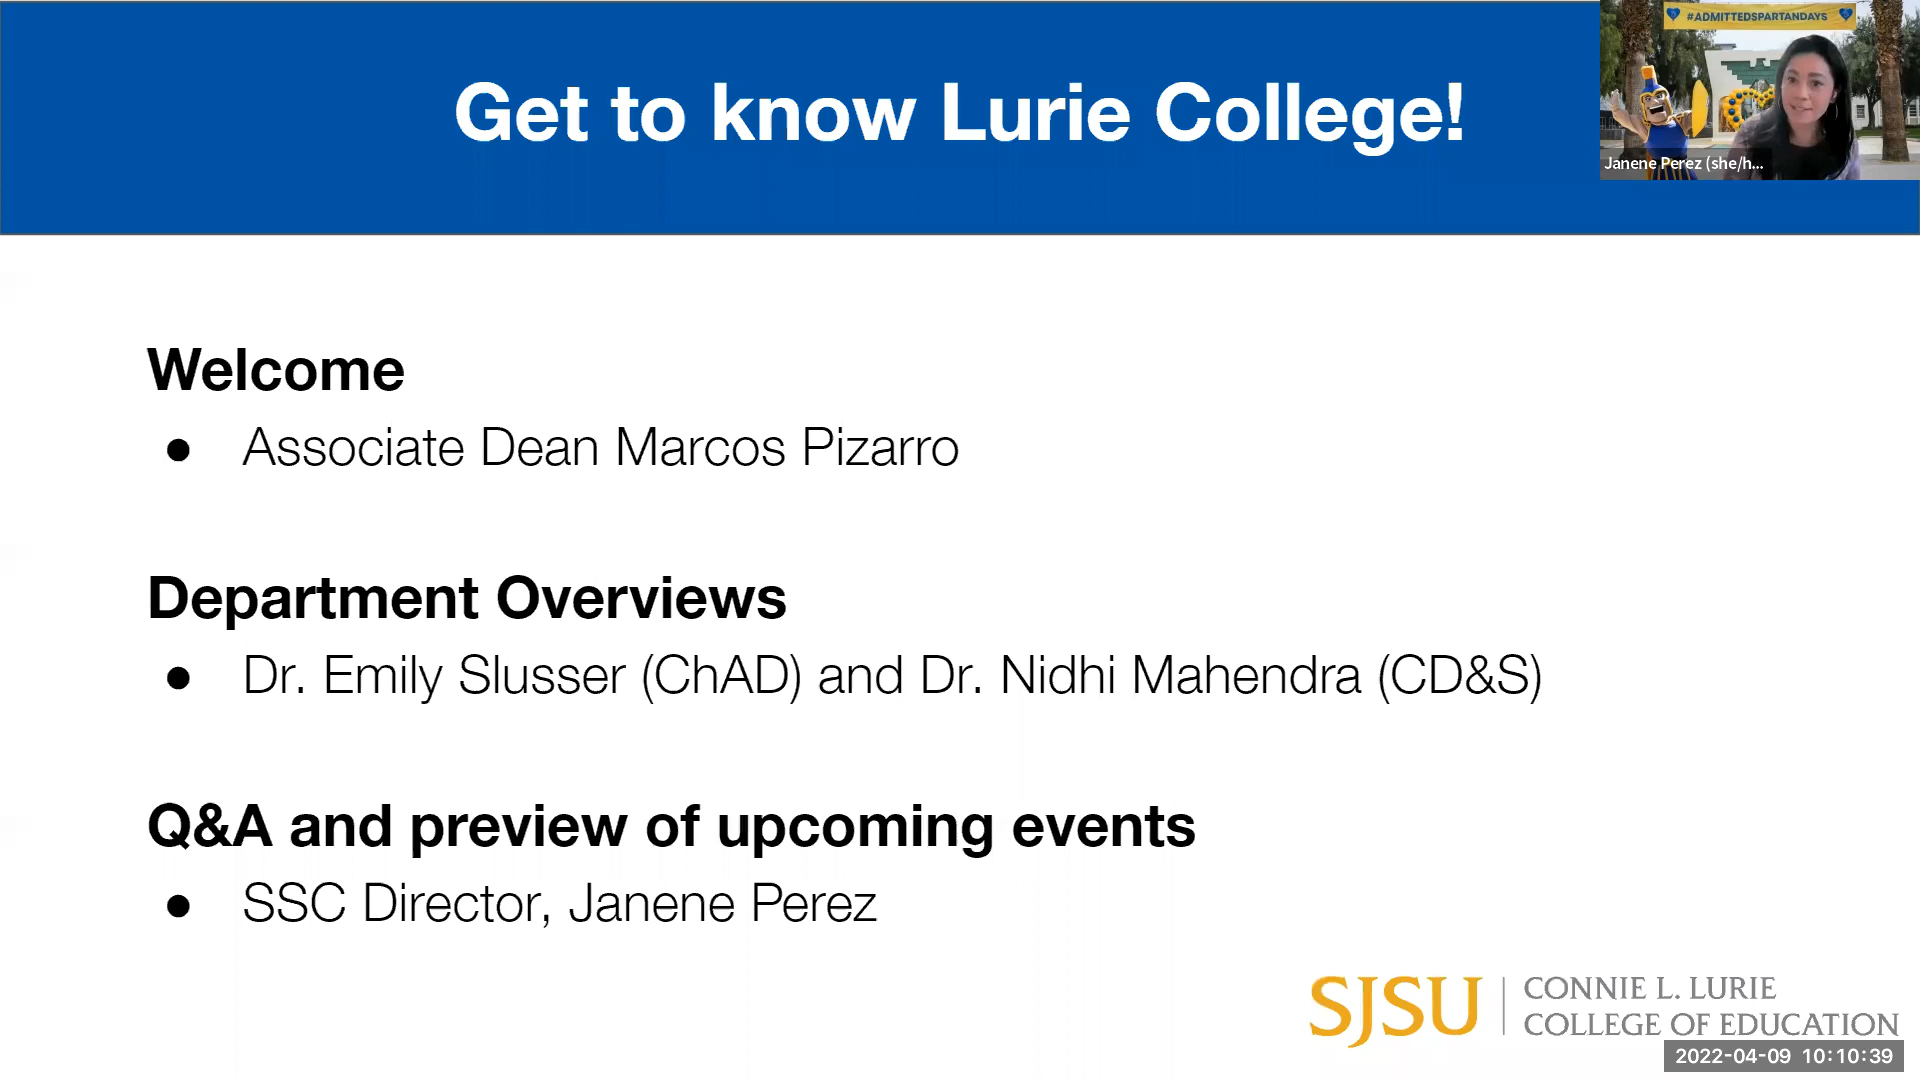 #ADMITTEDSPARTANDAYS
Get to know Lurie College!
Janene Perez (she/h...
Welcome
● Associate Dean Marcos Pizarro
Department Overviews
● Dr. Emily Slusser (ChAD) and Dr. Nidhi Mahendra (CD&S)
Q&A and preview of upcoming events
● SSC Director, Janene Perez
SJSU
CONNIE L. LURIE
COLLEGE OF EDUCATION
2022-04-09 10:10:39